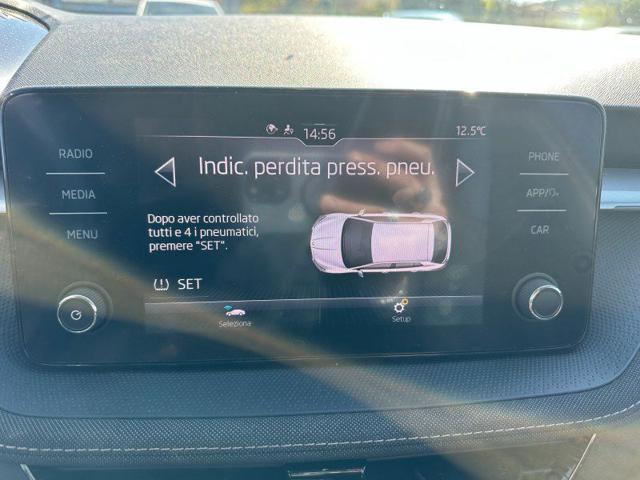 14:56
12.5°C
RADIO
MEDIA
MENU
Indic. perdita press. pneu.
Dopo aver controllato
tutti e 4 i pneumatici,
premere "SET".
SET
Seleziona
Setup
PHONE
APP/
CAR